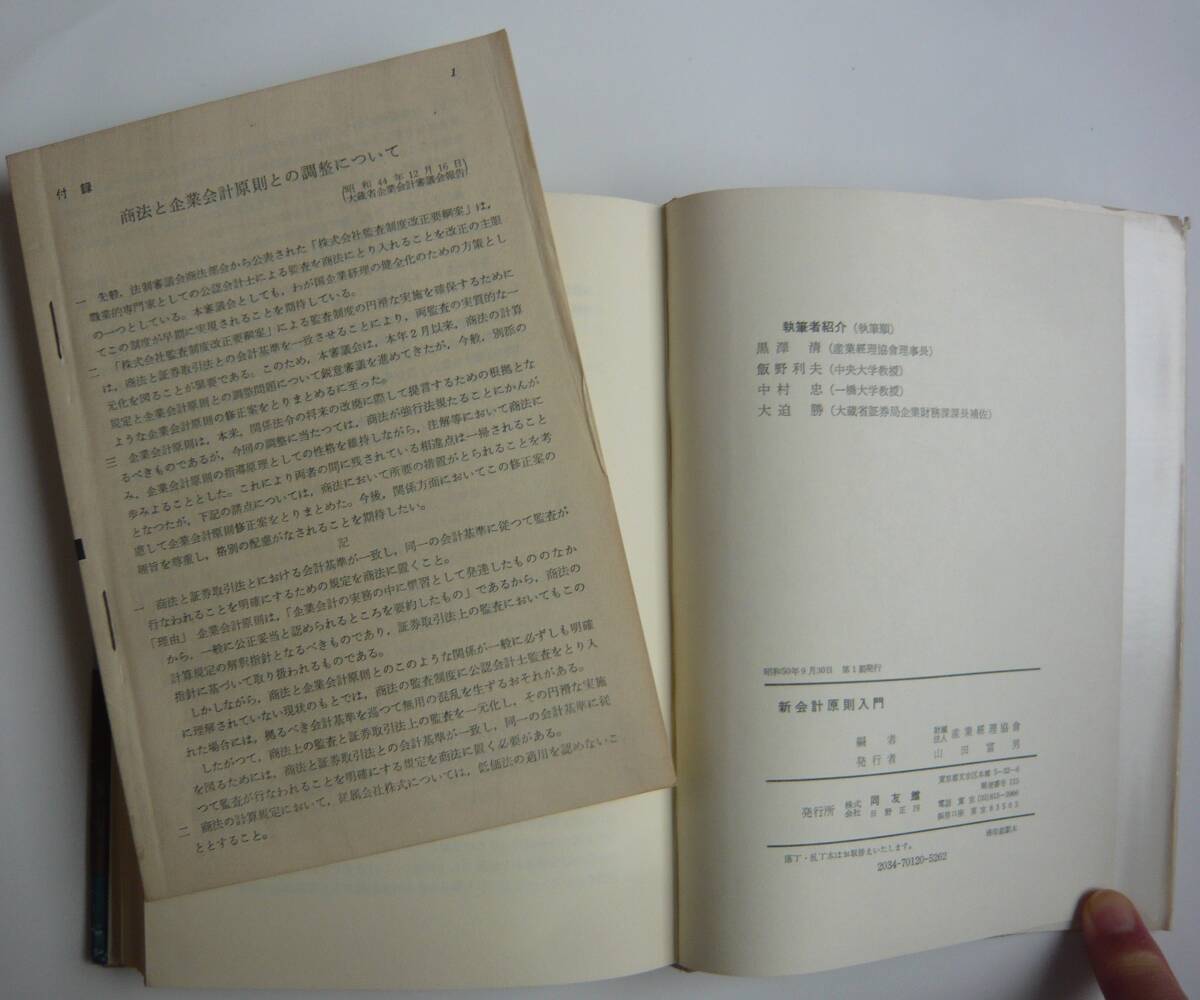 1
付録
商法と企業会計原則との調整について
(昭和44年12月16日
大蔵省企業会計審議会報告)
一 先般,法制審議会商法部会から公表された「株式会社監査制度改正要綱案」は,
職業的専門家としての公認会計士による監査を商法にとり入れることを改正の主眼
の一つとしている。本審議会としても,わが国企業経理の健全化のための方策とし
てこの制度が早期に実現されることを期待している。
二 「株式会社監査制度改正要綱案」による監査制度の円滑な実施を確保するために
は,商法と証券取引法との会計基準を一致させることにより,両監査の実質的な一
元化を図ることが緊要である。このため,本審議会は,本年2月以来,商法の計算
規定と企業会計原則との調整問題について鋭意審議を進めてきたが,今般,別紙の
ような企業会計原則の修正案をとりまとめるに至った。
三 企業会計原則は,本来,関係法令の将来の改廃に際して提言するための根拠とな
るべきものであるが,今回の調整に当たつては,商法が強行法規たることにかんが
み,企業会計原則の指導原理としての性格を維持しながら,注解等において商法に
歩みよることとした。これにより両者の間に残されている相違点は一掃されること
となつたが,下記の諸点については,商法において所要の措置がとられることを考
慮して企業会計原則修正案をとりまとめた。今後,関係方面においてこの修正案の
趣旨を尊重し,格別の配慮がなされることを期待したい。
記
一 商法と証券取引法とにおける会計基準が一致し,同一の会計基準に従つて監査が
行なわれることを明確にするための規定を商法に置くこと。
「理由」 企業会計原則は,「企業会計の実務の中に慣習として発達したもののなか
から,一般に公正妥当と認められるところを要約したもの」であるから,商法の
計算規定の解釈指針となるべきものであり,証券取引法上の監査においてもこの
指針に基づいて取り扱われるものである。
しかしながら,商法と企業会計原則とのこのような関係が一般に必ずしも明確
に理解されていない現状のもとでは,商法の監査制度に公認会計士監査をとり入
れた場合には,拠るべき会計基準を巡つて無用の混乱を生ずるおそれがある。
したがつて,商法上の監査と証券取引法上の監査を一元化し,その円滑な実施
を図るためには,商法と証券取引法との会計基準が一致し,同一の会計基準に従
つて監査が行なわれることを明確にする規定を商法に置く必要がある。
二 商法の計算規定において,従属会社株式については,低価法の適用を認めないこ
ととすること。
執筆者紹介(執筆順)
黒澤 清(産業經理協會理事長)
飯野利夫(中央大学教授)
中村 忠(一橋大学教授)
大迫 勝(大蔵省証券局企業財務課課長補佐)
昭和50年9月30日 第1刷発行
新会計原則入門
編者 財団法人 産業經理協會
発行者 山田富男
発行所 株式会社 同友館
東京都文京区本郷
郵便番号 113
落丁・乱丁本はお取替えいたします。
2034-70120-5262